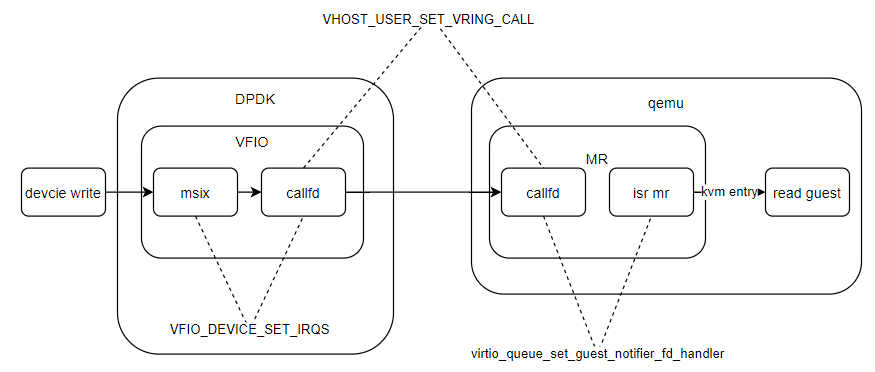 VHOST_USER_SET_VRING_CALL
DPDK
qemu
VFIO
MR
devcie write
msix
callfd
callfd
isr mr
kvm entry
read guest
VFIO_DEVICE_SET_IRQS
virtio_queue_set_guest_notifier_fd_handler